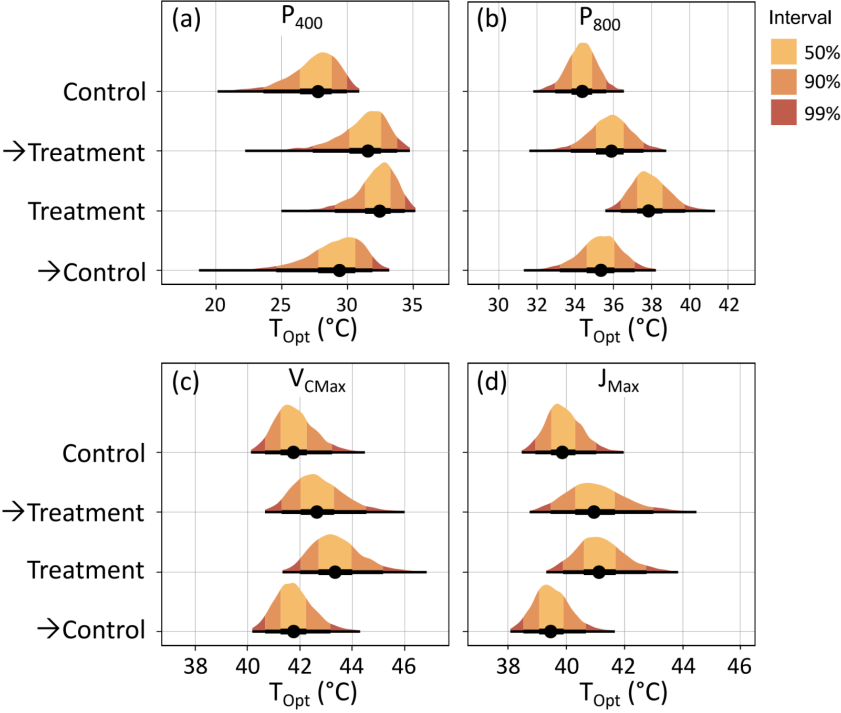 (a) P400
(b) P800
Interval
50%
90%
99%
Control
→Treatment
Treatment
→Control
20 25 30 35
30 32 34 36 38 40 42
TOpt (°C)
TOpt (°C)
(c) VCMax
(d) JMax
Control
→Treatment
Treatment
→Control
38 40 42 44 46
38 40 42 44 46
TOpt (°C)
TOpt (°C)